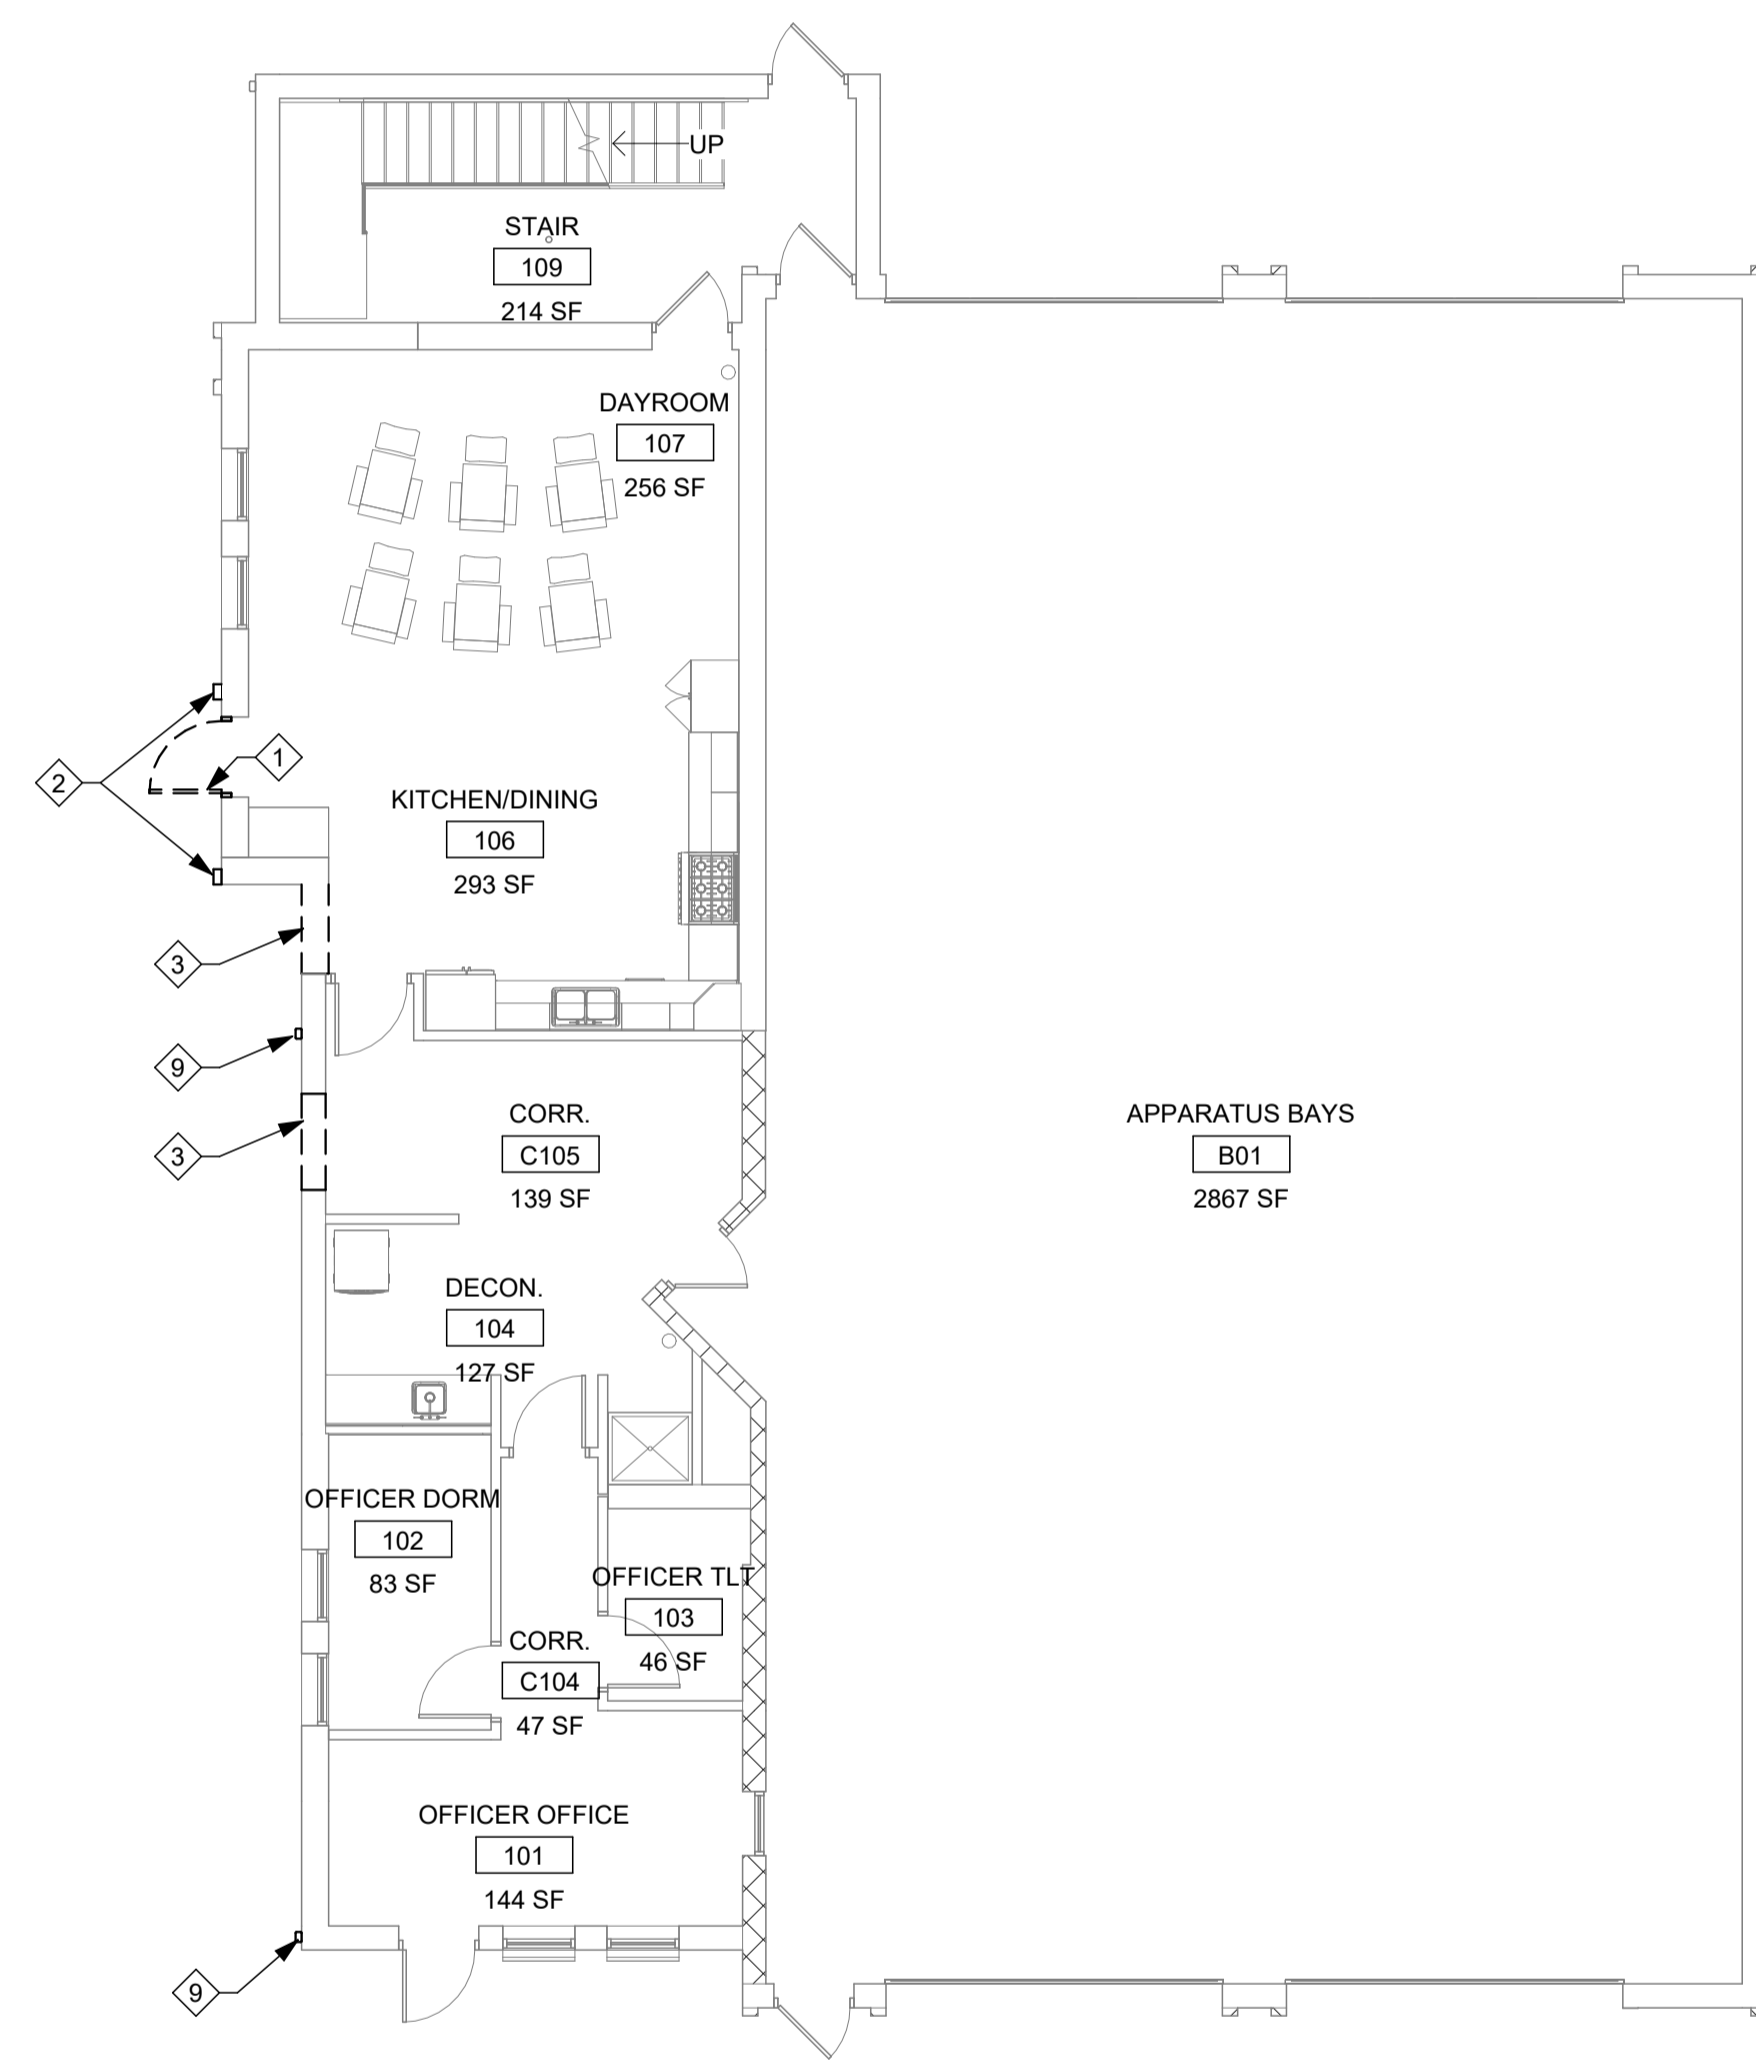 UP
STAIR
109
214 SF
DAYROOM
107
256 SF
1
2
KITCHEN/DINING
106
293 SF
3
9
CORR.
C105
139 SF
3
APPARATUS BAYS
B01
2867 SF
DECON.
104
127 SF
OFFICER DORM
102
83 SF
OFFICER TLT
103
46 SF
CORR.
C104
47 SF
OFFICER OFFICE
101
144 SF
9